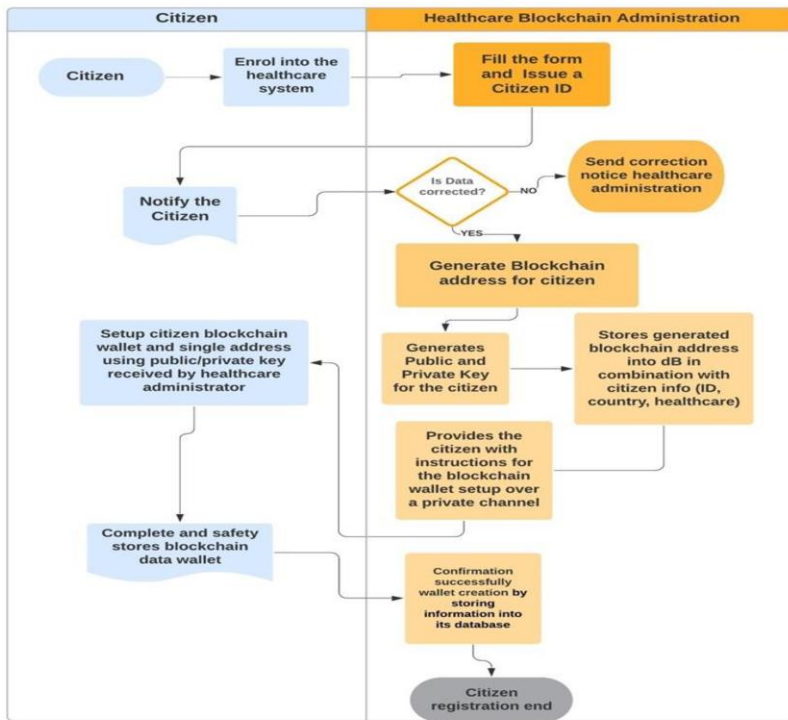 Citizen
Healthcare Blockchain Administration
Citizen
Enrol into the
healthcare
system
Fill the form
and Issue a
Citizen ID
Notify the
Citizen
Is Data
corrected?
NO
Send correction
notice healthcare
administration
YES
Generate Blockchain
address for citizen
Generates
Public and
Private Key
for the citizen
Stores generated
blockchain address
into dB in
combination with
citizen info (ID,
country, healthcare)
Provides the
citizen with
instructions for
the blockchain
wallet setup over
a private channel
Setup citizen blockchain
wallet and single address
using public/private key
received by healthcare
administrator
Complete and safety
stores blockchain
data wallet
Confirmation
successfully
wallet creation by
storing
information into
its database
Citizen
registration end